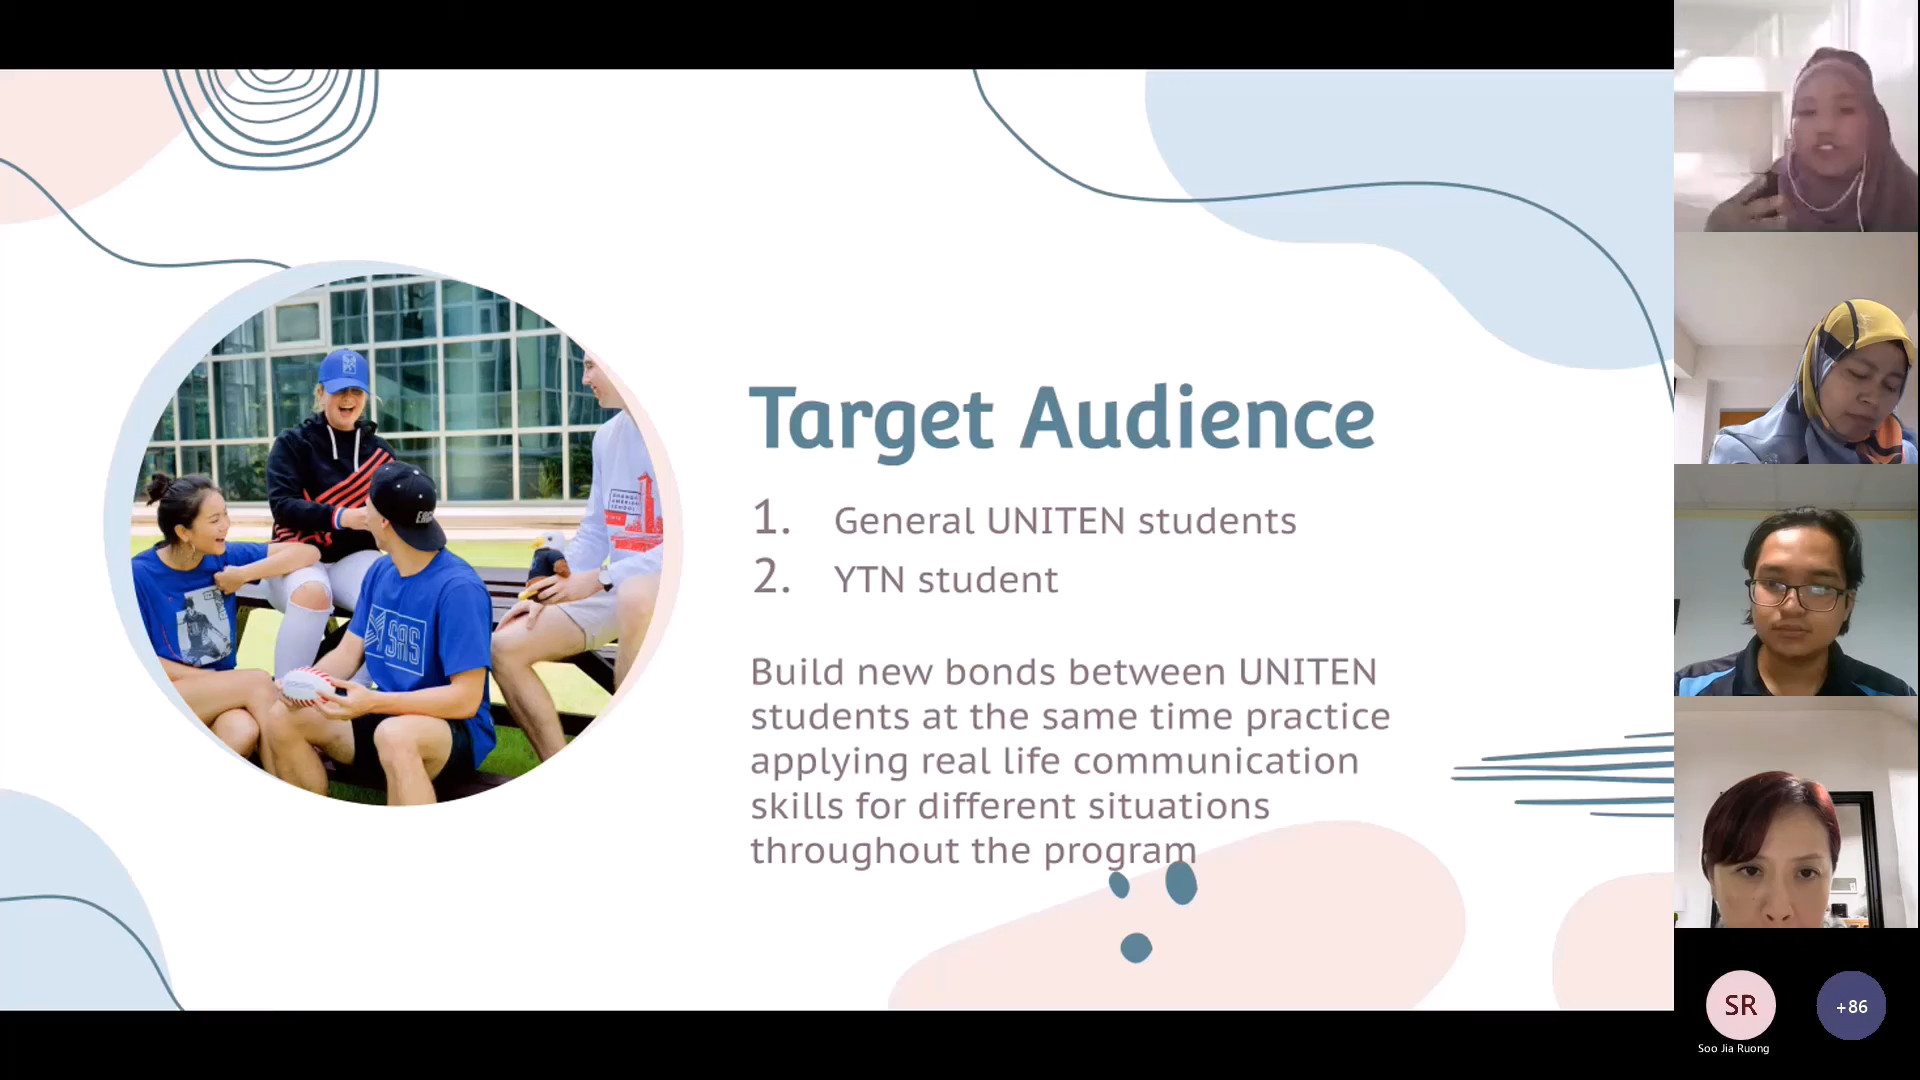 Target Audience
1. General UNITEN students
2. YTN student
Build new bonds between UNITEN
students at the same time practice
applying real life communication
skills for different situations
throughout the program
SAS
SR
+86
Soo Jia Ruong